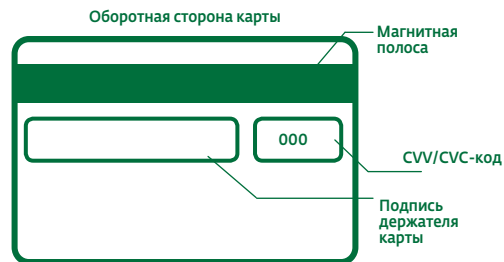 Оборотная сторона карты
Магнитная
полоса
000
CVV/CVC-код
Подпись
держателя
карты